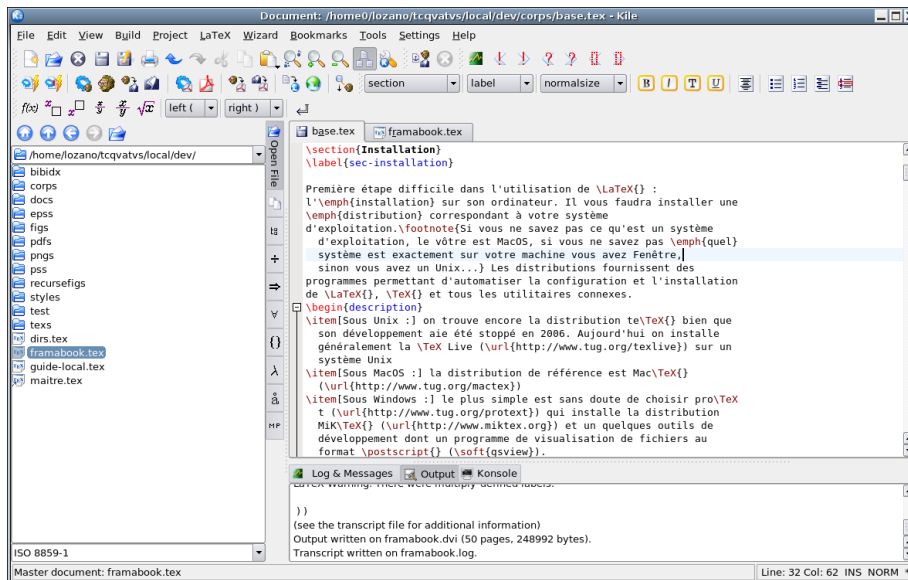 Document: /home0/lozano/tcqvatvs/local/dev/corps/base.tex - Kile
File Edit View Build Project LaTeX Wizard Bookmarks Tools Settings Help
section label normalsize B I T U
f(x) x x x/y x/y √x left ( right )
/home/lozano/tcqvatvs/local/dev/
bibidx
corps
docs
epss
figs
pdfs
pngs
pss
recursefigs
styles
test
texs
dirs.tex
framabook.tex
guide-local.tex
maitre.tex
ISO 8859-1
Open File
{}
λ
å
MP
base.tex framabook.tex
\section{Installation}
\label{sec-installation}
Première étape difficile dans l'utilisation de \LaTeX{} :
l'\emph{installation} sur son ordinateur. Il vous faudra installer une
\emph{distribution} correspondant à votre système
d'exploitation.\footnote{Si vous ne savez pas ce qu'est un système
d'exploitation, le vôtre est MacOS, si vous ne savez pas \emph{quel}
système est exactement sur votre machine vous avez Fenêtre,
sinon vous avez un Unix...} Les distributions fournissent des
programmes permettant d'automatiser la configuration et l'installation
de \LaTeX{}, \TeX{} et tous les utilitaires connexes.
\begin{description}
\item[Sous Unix :] on trouve encore la distribution te\TeX{} bien que
son développement aie été stoppé en 2006. Aujourd'hui on installe
généralement la \TeX Live (\url{http://www.tug.org/texlive}) sur un
système Unix
\item[Sous MacOS :] la distribution de référence est Mac\TeX{}
(\url{http://www.tug.org/mactex})
\item[Sous Windows :] le plus simple est sans doute de choisir pro\TeX
t (\url{http://www.tug.org/protext}) qui installe la distribution
MiK\TeX{} (\url{http://www.miktex.org}) et un quelques outils de
développement dont un programme de visualisation de fichiers au
format \postscript{} (\soft{gsview}).
Log & Messages Output Konsole
LaTeX Warning: There were multiply-defined labels.
) )
(see the transcript file for additional information)
Output written on framabook.dvi (50 pages, 248992 bytes).
Transcript written on framabook.log.
Master document: framabook.tex
Line: 32 Col: 62 INS NORM *